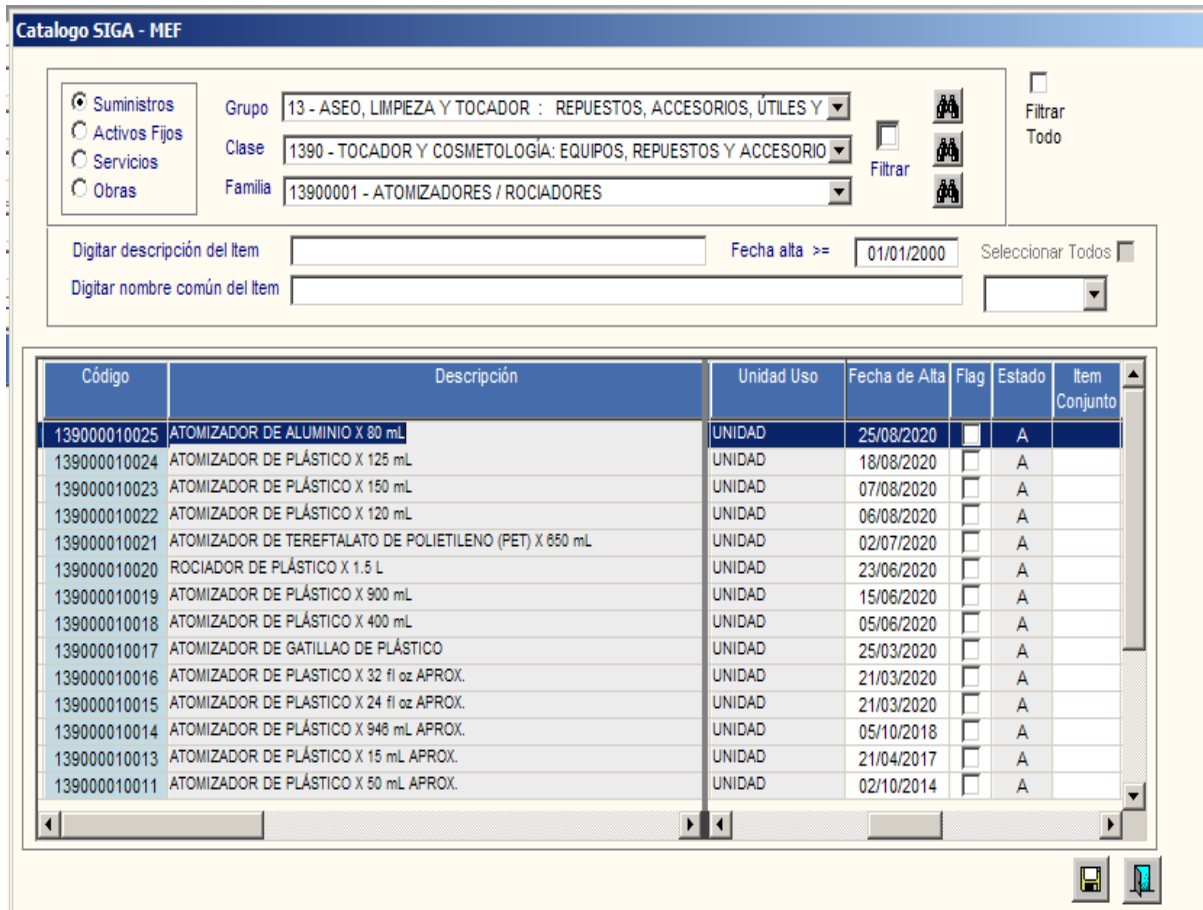 Catalogo SIGA - MEF
Suministros
Activos Fijos
Servicios
Obras
Grupo 13 - ASEO, LIMPIEZA Y TOCADOR : REPUESTOS, ACCESORIOS, ÚTILES Y
Clase 1390 - TOCADOR Y COSMETOLOGÍA: EQUIPOS, REPUESTOS Y ACCESORIO
Familia 13900001 - ATOMIZADORES / ROCIADORES
Filtrar
Filtrar
Todo
Digitar descripción del Item Fecha alta >= 01/01/2000 Seleccionar Todos
Digitar nombre común del Item
Código Descripción Unidad Uso Fecha de Alta Flag Estado Item Conjunto
139000010025 ATOMIZADOR DE ALUMINIO X 80 mL UNIDAD 25/08/2020 A
139000010024 ATOMIZADOR DE PLÁSTICO X 125 mL UNIDAD 18/08/2020 A
139000010023 ATOMIZADOR DE PLÁSTICO X 150 mL UNIDAD 07/08/2020 A
139000010022 ATOMIZADOR DE PLÁSTICO X 120 mL UNIDAD 06/08/2020 A
139000010021 ATOMIZADOR DE TEREFTALATO DE POLIETILENO (PET) X 650 mL UNIDAD 02/07/2020 A
139000010020 ROCIADOR DE PLÁSTICO X 1.5 L UNIDAD 23/06/2020 A
139000010019 ATOMIZADOR DE PLÁSTICO X 900 mL UNIDAD 15/06/2020 A
139000010018 ATOMIZADOR DE PLÁSTICO X 400 mL UNIDAD 05/06/2020 A
139000010017 ATOMIZADOR DE GATILLAO DE PLÁSTICO UNIDAD 25/03/2020 A
139000010016 ATOMIZADOR DE PLASTICO X 32 fl oz APROX. UNIDAD 21/03/2020 A
139000010015 ATOMIZADOR DE PLASTICO X 24 fl oz APROX. UNIDAD 21/03/2020 A
139000010014 ATOMIZADOR DE PLÁSTICO X 946 mL APROX. UNIDAD 05/10/2018 A
139000010013 ATOMIZADOR DE PLÁSTICO X 15 mL APROX. UNIDAD 21/04/2017 A
139000010011 ATOMIZADOR DE PLÁSTICO X 50 mL APROX. UNIDAD 02/10/2014 A